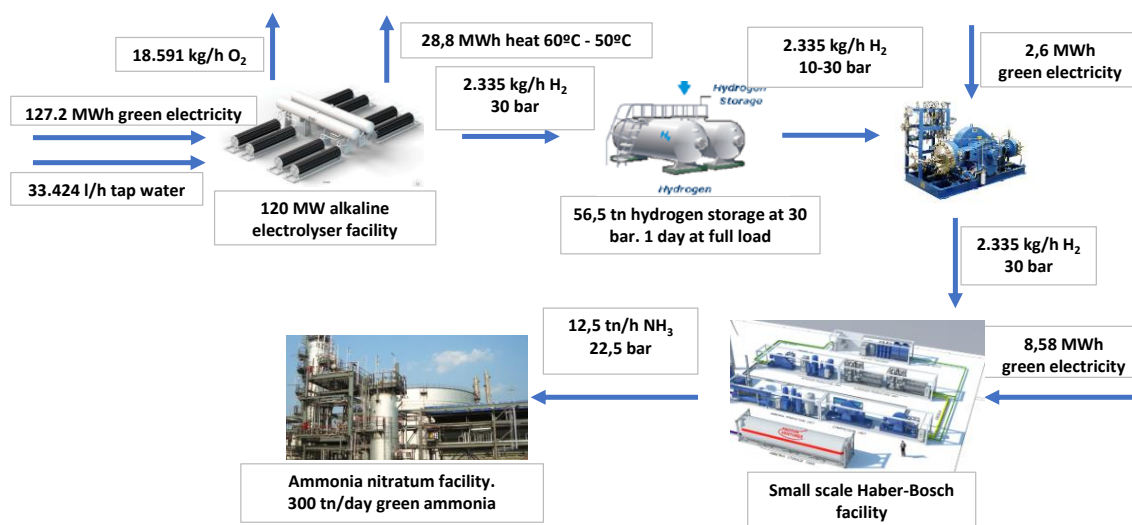 18.591 kg/h O₂
28,8 MWh heat 60ºC - 50ºC
127.2 MWh green electricity
33.424 l/h tap water
120 MW alkaline
electrolyser facility
2.335 kg/h H₂
30 bar
Hydrogen
Storage
H₂
Hydrogen
56,5 tn hydrogen storage at 30
bar. 1 day at full load
2.335 kg/h H₂
10-30 bar
2,6 MWh
green electricity
2.335 kg/h H₂
30 bar
8,58 MWh
green electricity
Small scale Haber-Bosch
facility
12,5 tn/h NH₃
22,5 bar
Ammonia nitratum facility.
300 tn/day green ammonia